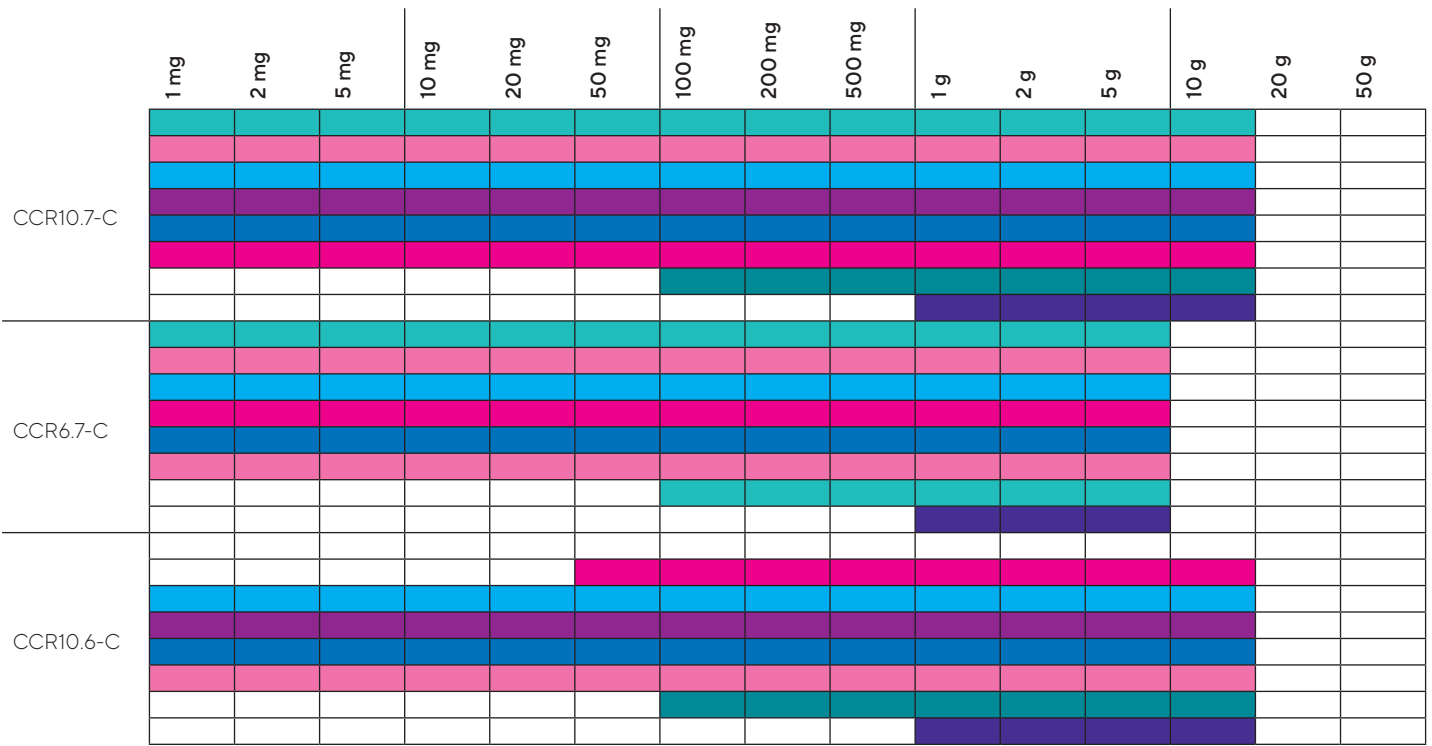 1 mg
2 mg
5 mg
10 mg
20 mg
50 mg
100 mg
200 mg
500 mg
1 g
2 g
5 g
10 g
20 g
50 g
CCR10.7-C
CCR6.7-C
CCR10.6-C